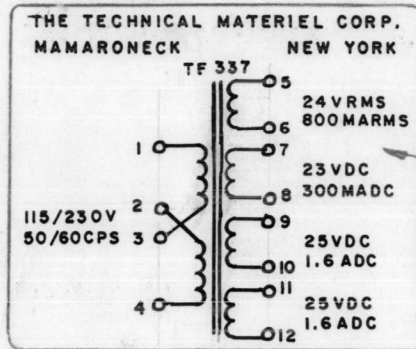 THE TECHNICAL MATERIEL CORP.
MAMARONECK NEW YORK
TF 337
1
2
3
4
115/230V
50/60CPS
5
6
24VRMS
800MARMS
7
8
23VDC
300MADC
9
10
25VDC
1.6ADC
11
12
25VDC
1.6ADC